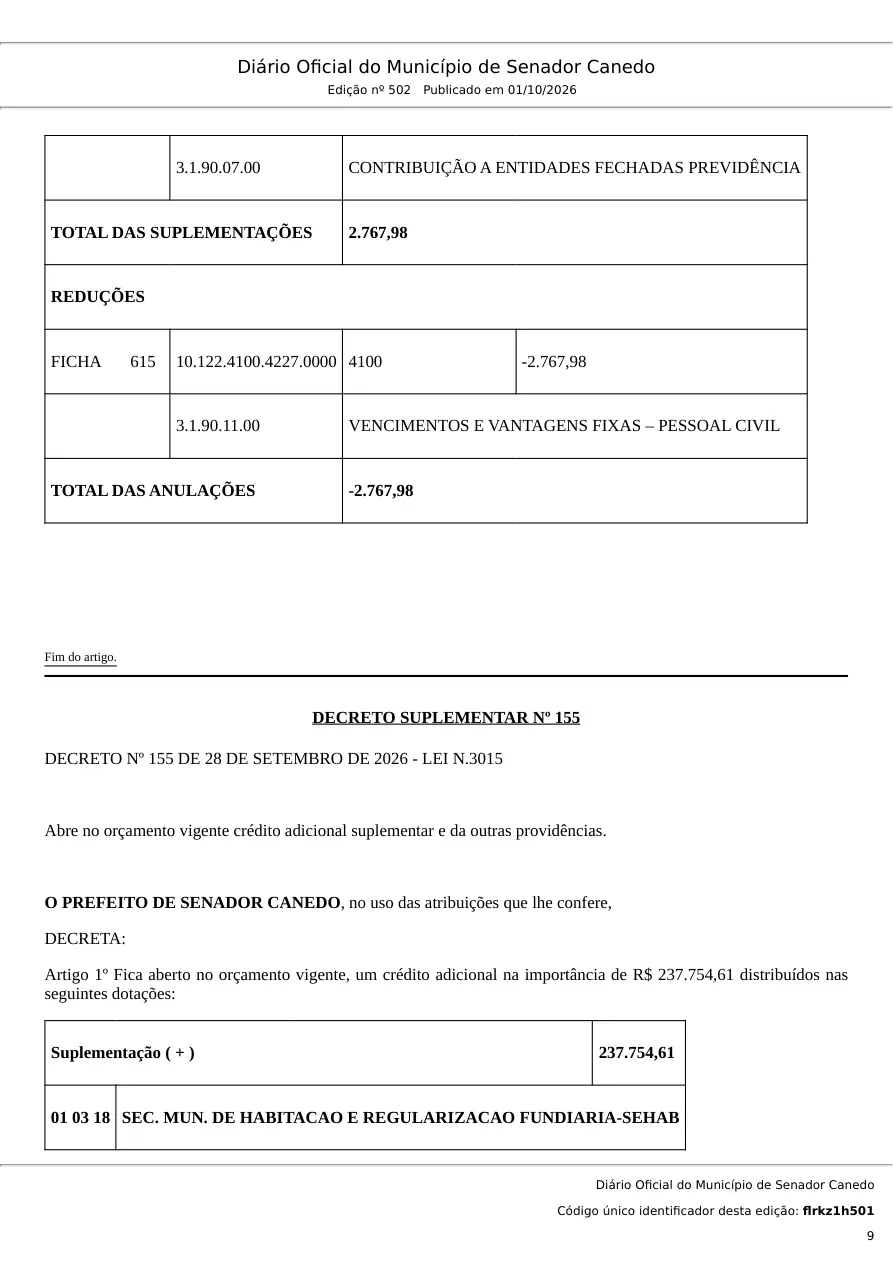 Diário Oficial do Município de Senador Canedo
Edição nº 502 Publicado em 01/10/2026
3.1.90.07.00 CONTRIBUIÇÃO A ENTIDADES FECHADAS PREVIDÊNCIA
TOTAL DAS SUPLEMENTAÇÕES 2.767,98
REDUÇÕES
FICHA 615 10.122.4100.4227.0000 4100 -2.767,98
3.1.90.11.00 VENCIMENTOS E VANTAGENS FIXAS – PESSOAL CIVIL
TOTAL DAS ANULAÇÕES -2.767,98
Fim do artigo.
DECRETO SUPLEMENTAR Nº 155
DECRETO Nº 155 DE 28 DE SETEMBRO DE 2026 - LEI N.3015
Abre no orçamento vigente crédito adicional suplementar e da outras providências.
O PREFEITO DE SENADOR CANEDO, no uso das atribuições que lhe confere,
DECRETA:
Artigo 1º Fica aberto no orçamento vigente, um crédito adicional na importância de R$ 237.754,61 distribuídos nas
seguintes dotações:
Suplementação ( + ) 237.754,61
01 03 18 SEC. MUN. DE HABITACAO E REGULARIZACAO FUNDIARIA-SEHAB
Diário Oficial do Município de Senador Canedo
Código único identificador desta edição: flrkz1h501
9